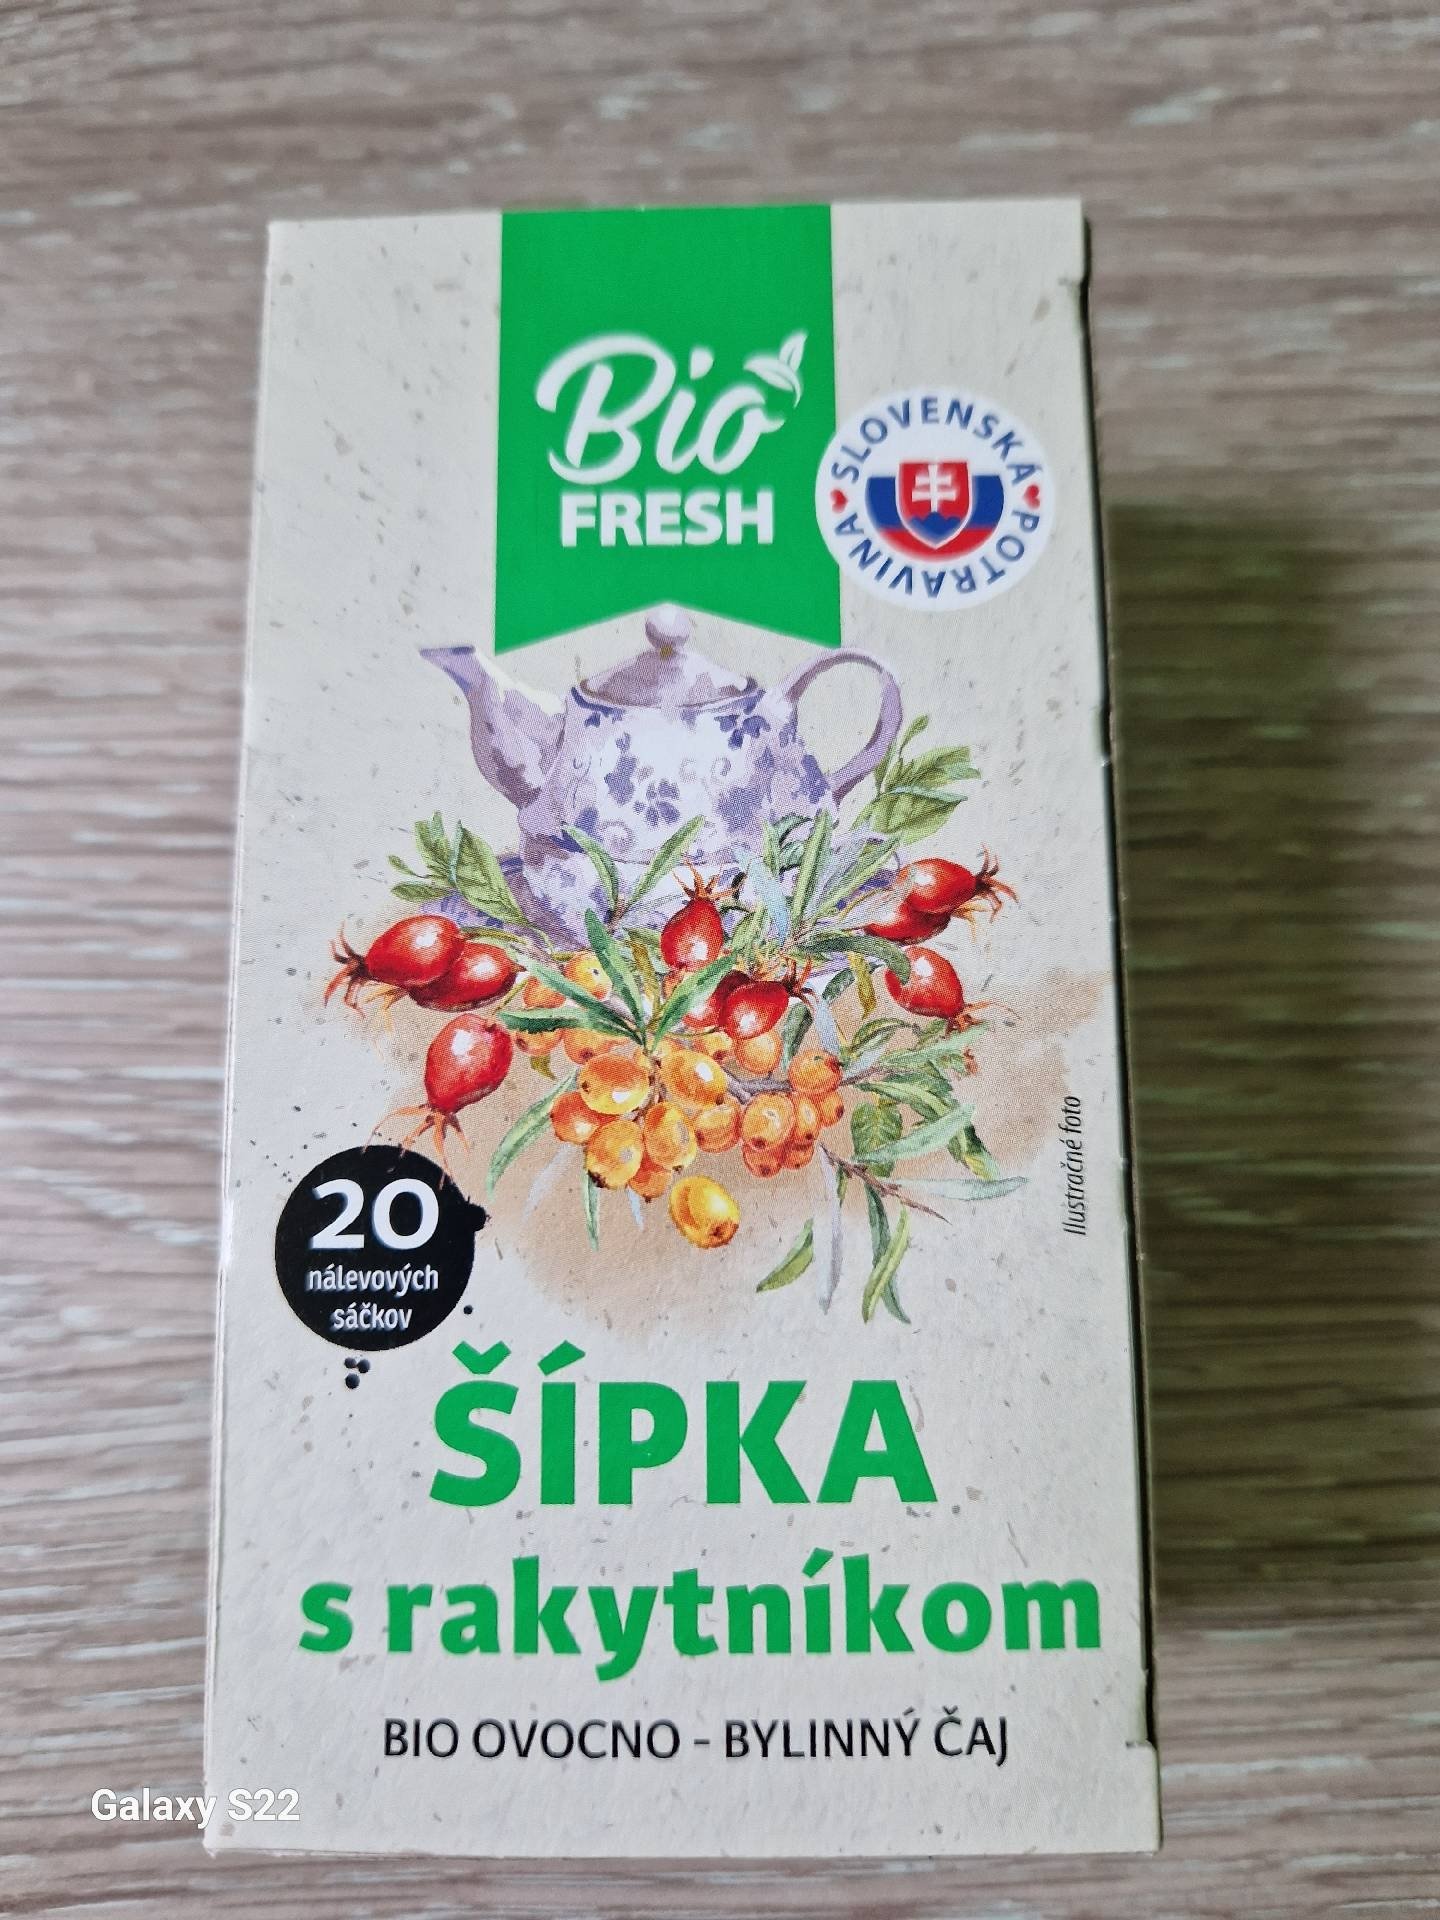 Bio
FRESH
SLOVENSKÁ POTRAVINA
Ilustračné foto
20
nálevových
sáčkov
ŠÍPKA
s rakytníkom
BIO OVOCNO - BYLINNÝ ČAJ
Galaxy S22